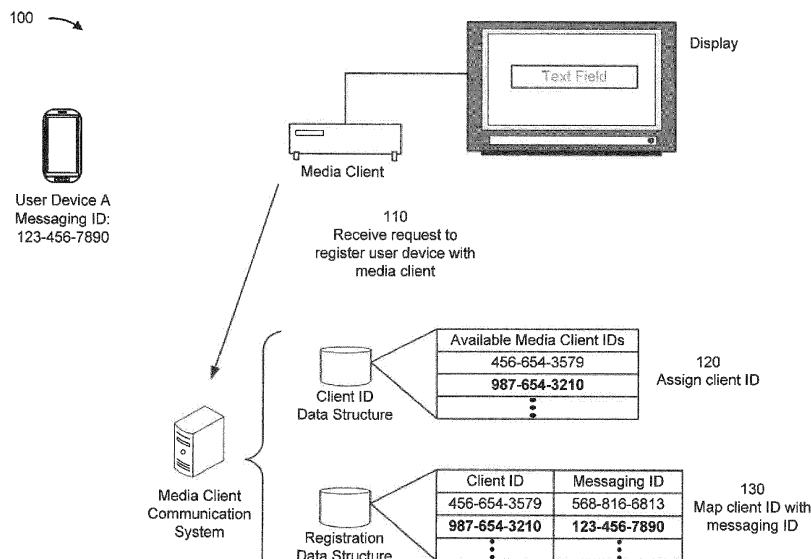 100
Display
Text Field
Media Client
User Device A
Messaging ID:
123-456-7890
110
Receive request to
register user device with
media client
Available Media Client IDs
456-654-3579
987-654-3210
120
Assign client ID
Client ID
Data Structure
Media Client
Communication
System
Client ID Messaging ID
456-654-3579 568-816-6813
987-654-3210 123-456-7890
130
Map client ID with
messaging ID
Registration
Data Structure